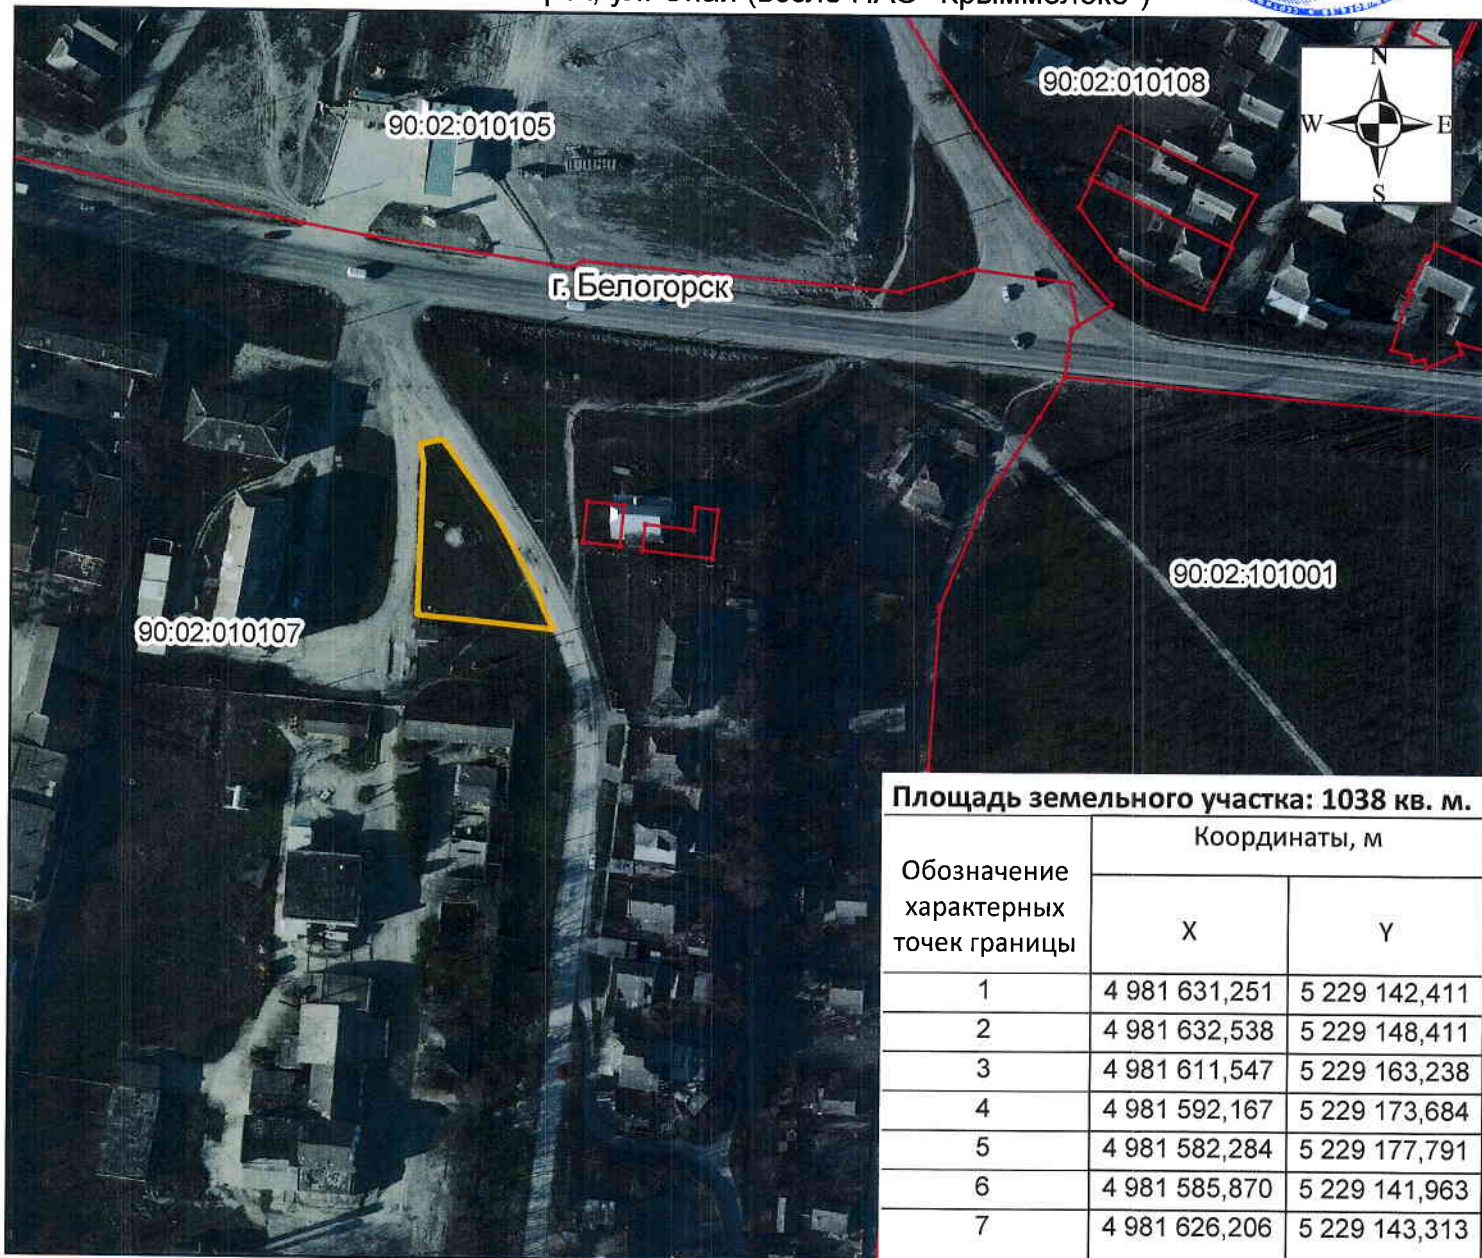 (возле ПАО "Крыммолоко")
90:02:010108
N
W E
S
90:02:010105
г. Белогорск
90:02:101001
90:02:010107
Площадь земельного участка: 1038 кв. м.
Обозначение характерных точек границы
Координаты, м
X Y
1 4 981 631,251 5 229 142,411
2 4 981 632,538 5 229 148,411
3 4 981 611,547 5 229 163,238
4 4 981 592,167 5 229 173,684
5 4 981 582,284 5 229 177,791
6 4 981 585,870 5 229 141,963
7 4 981 626,206 5 229 143,313